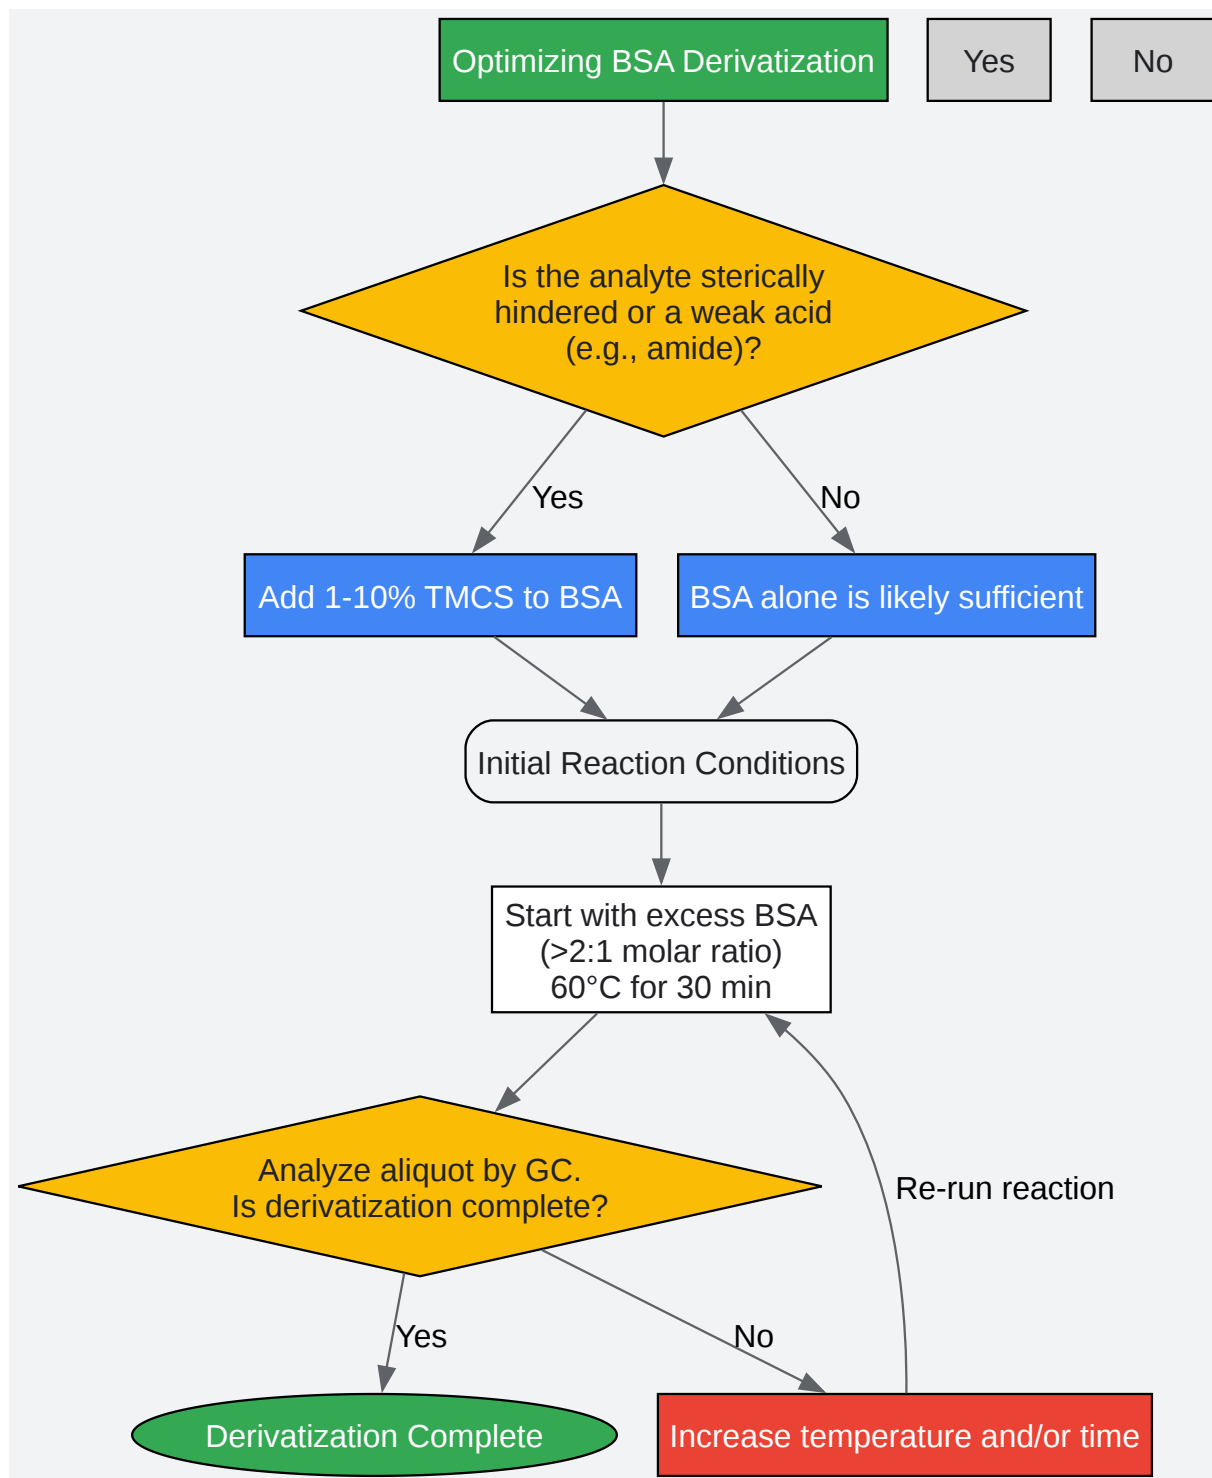 Optimizing BSA Derivatization
Yes
No
Is the analyte sterically
hindered or a weak acid
(e.g., amide)?
Yes
No
Add 1-10% TMCS to BSA
BSA alone is likely sufficient
Initial Reaction Conditions
Start with excess BSA
(>2:1 molar ratio)
60°C for 30 min
Analyze aliquot by GC.
Is derivatization complete?
Re-run reaction
Yes
No
Derivatization Complete
Increase temperature and/or time